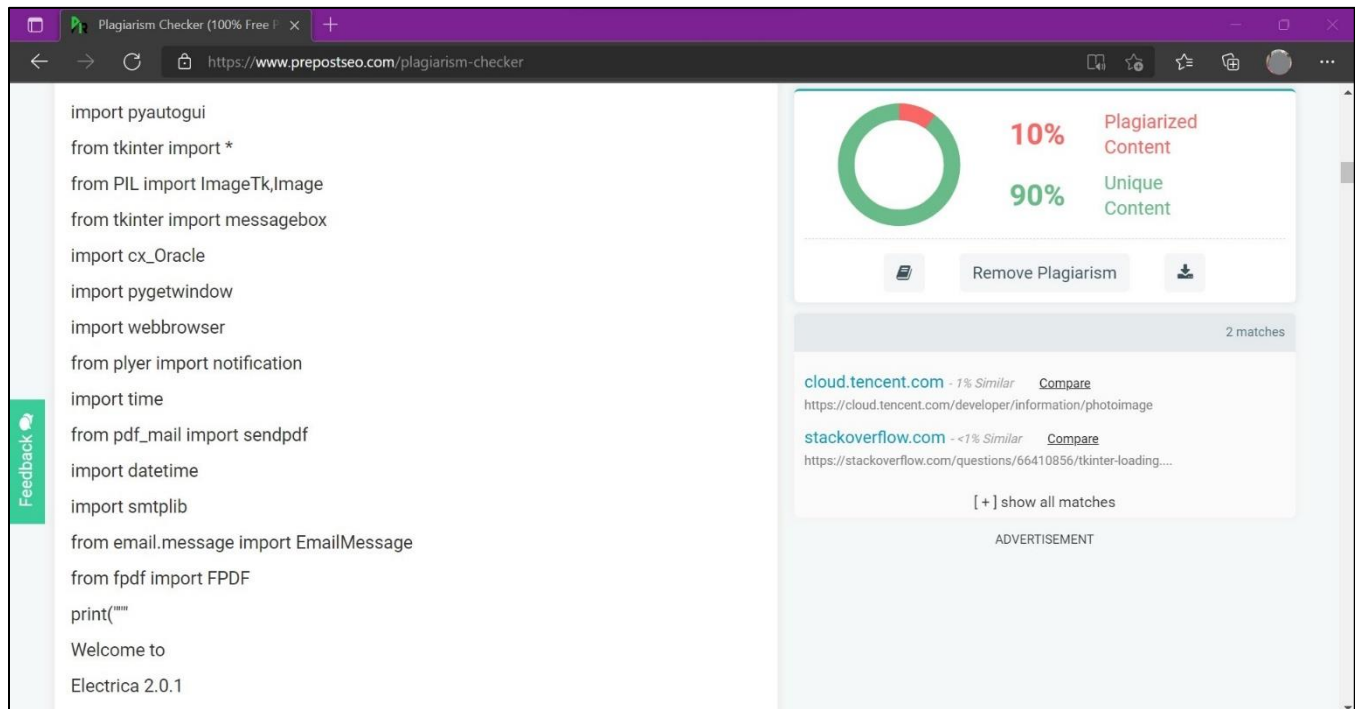 Plagiarism Checker (100% Free P
https://www.prepostseo.com/plagiarism-checker
import pyautogui
from tkinter import *
from PIL import ImageTk,Image
from tkinter import messagebox
import cx_Oracle
import pygetwindow
import webbrowser
from plyer import notification
import time
from pdf_mail import sendpdf
import datetime
import smtplib
from email.message import EmailMessage
from fpdf import FPDF
print("""
Welcome to
Electrica 2.0.1
Feedback
10% Plagiarized
Content
90% Unique
Content
Remove Plagiarism
2 matches
cloud.tencent.com - 1% Similar Compare
https://cloud.tencent.com/developer/information/photoimage
stackoverflow.com - <1% Similar Compare
https://stackoverflow.com/questions/66410856/tkinter-loading....
[ + ] show all matches
ADVERTISEMENT